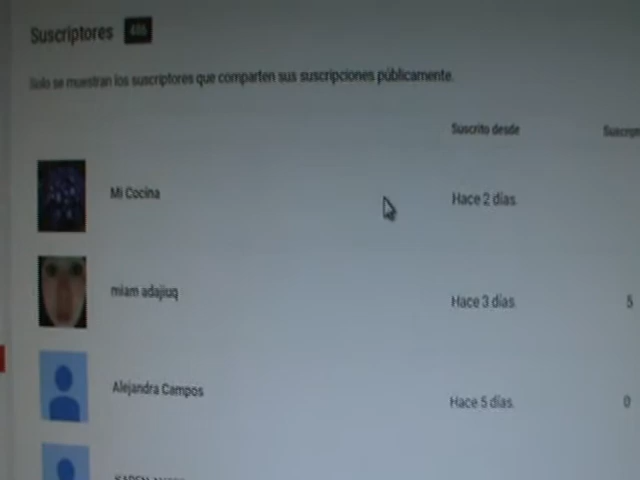 Suscriptores 486
Solo se muestran los suscriptores que comparten sus suscripciones públicamente.
Suscrito desde
Mi Cocina Hace 2 días
miam adajiuq Hace 3 días 5
Alejandra Campos Hace 5 días 0